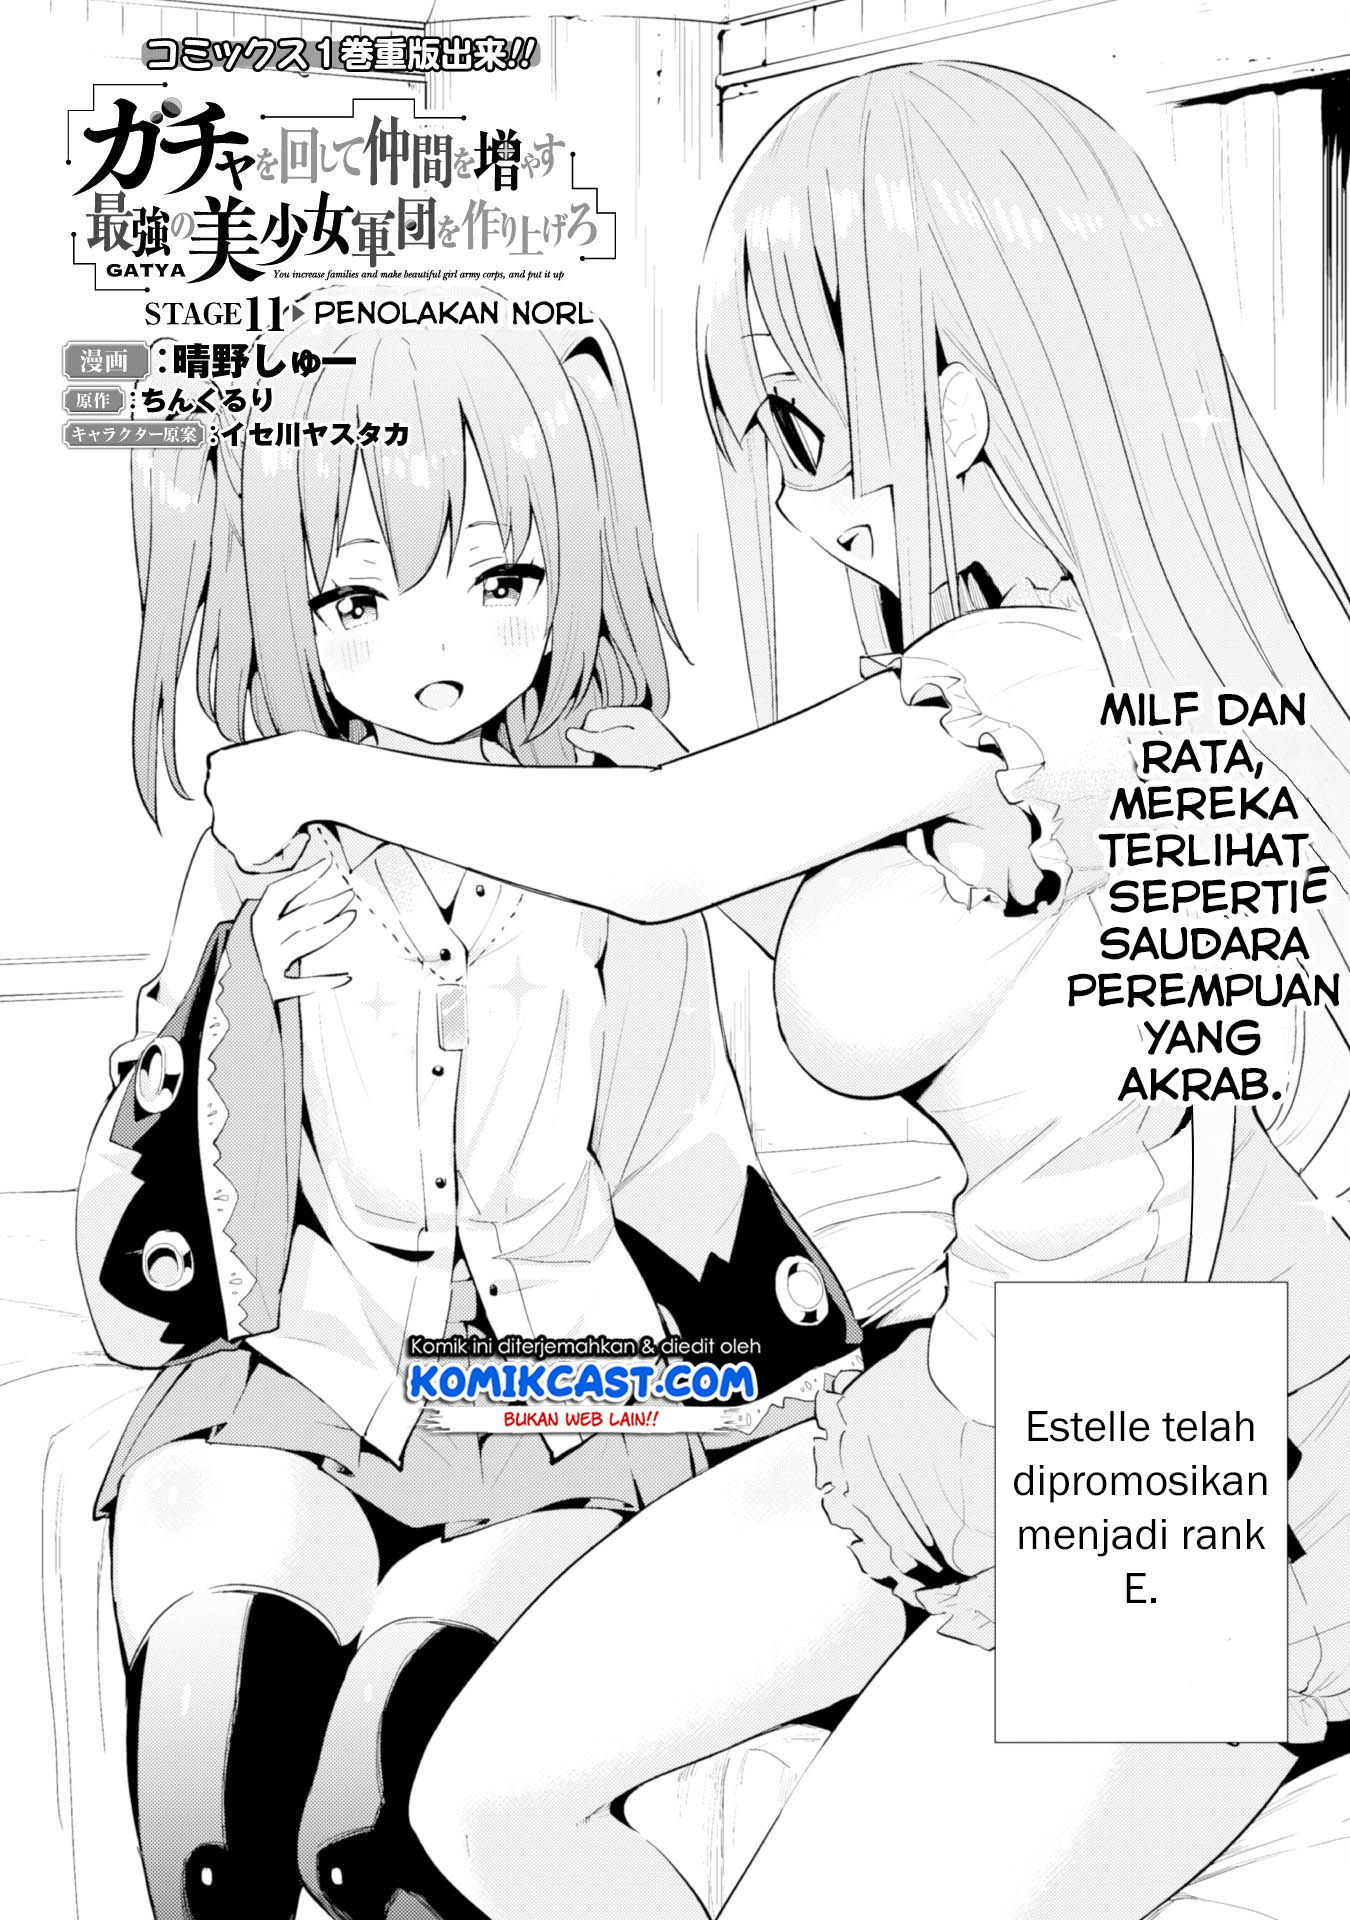 コミックス1巻重版出来!!
ガチャを回して仲間を増やす
最強の美少女軍団を作り上げろ
GATYA
You increase families and make beautiful girl army corps, and put it up
STAGE 11 ▶ PENOLAKAN NORL
漫画:晴野しゅー
原作:ちんくるり
キャラクター原案:イセ川ヤスタカ
MILF DAN
RATA,
MEREKA
TERLIHAT
SEPERTIE
SAUDARA
PEREMPUAN
YANG
AKRAB.
Komik ini diterjemahkan & diedit oleh
KOMIKCAST.COM
BUKAN WEB LAIN!!
Estelle telah
dipromosikan
menjadi rank
E.